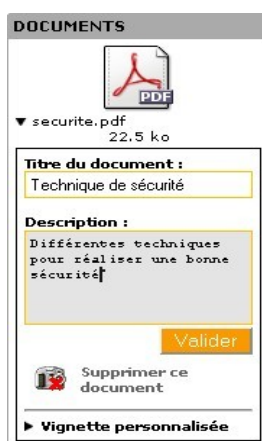 DOCUMENTS
PDF
▼ securite.pdf
22.5 ko
Titre du document :
Technique de sécurité
Description :
Différentes techniques
pour réaliser une bonne
sécurité
Valider
Supprimer ce
document
▶ Vignette personnalisée